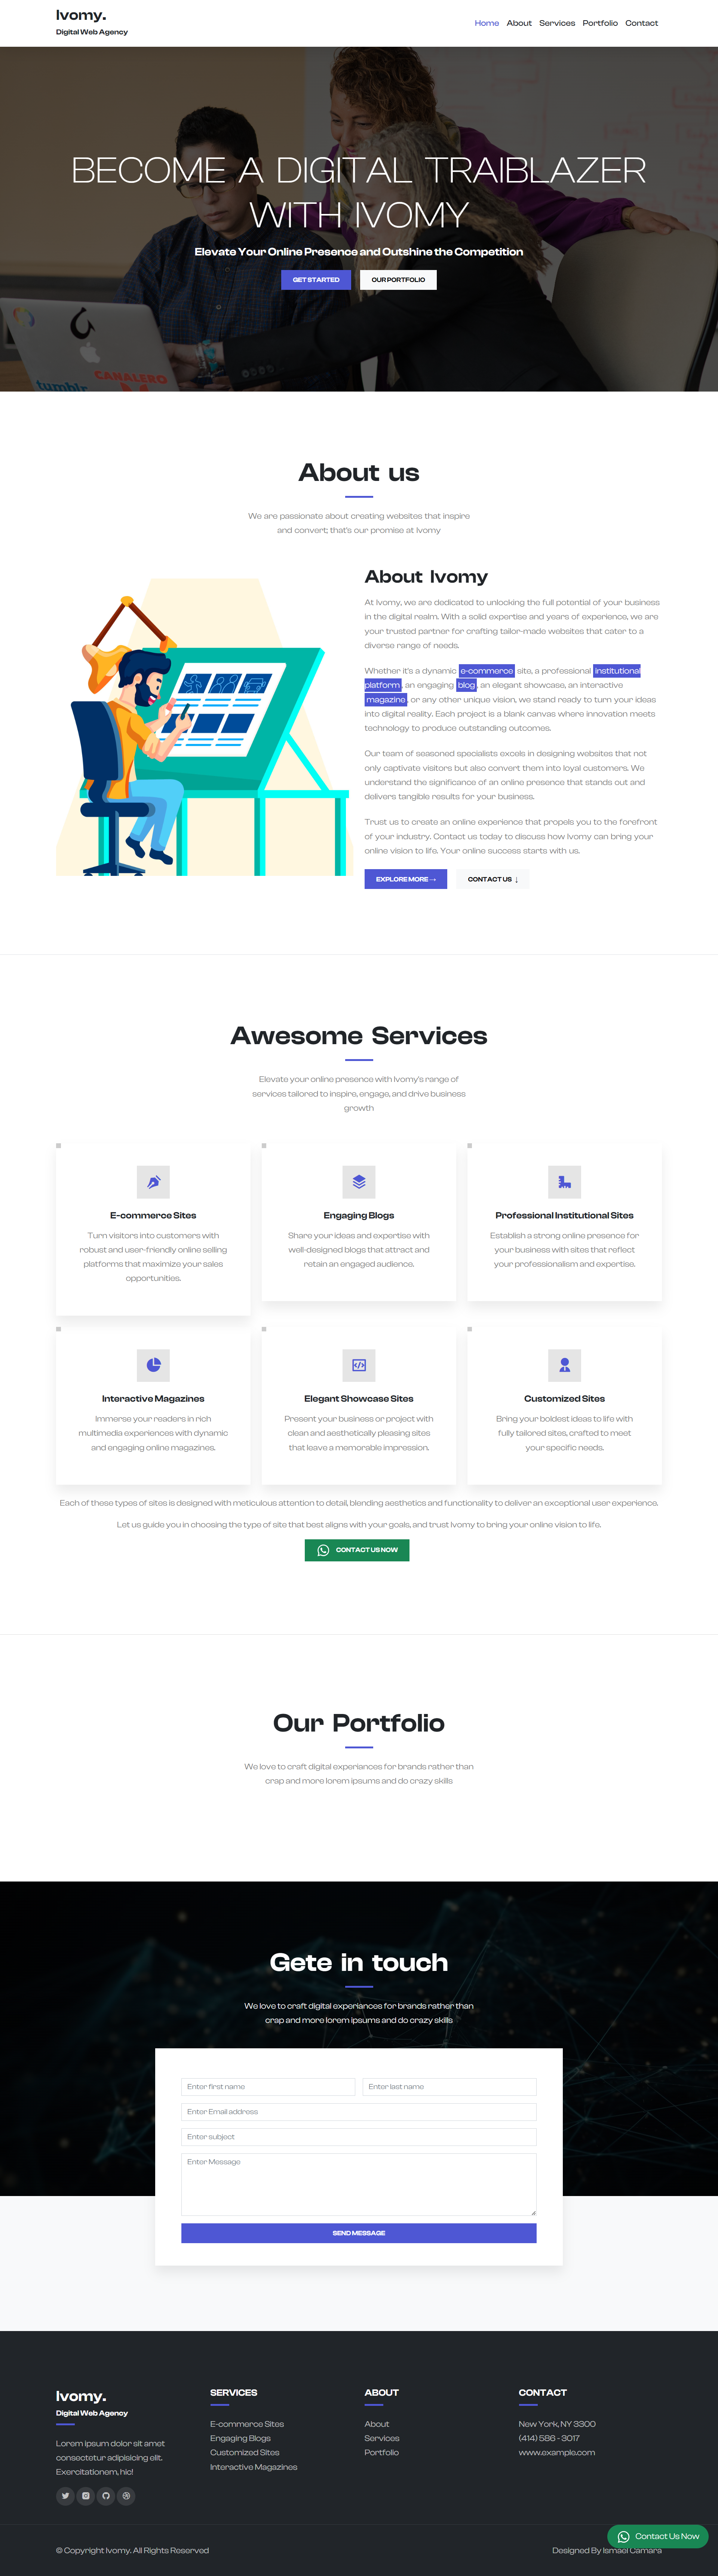 Ivomy.
Digital Web Agency
Home About Services Portfolio Contact
BECOME A DIGITAL TRAIBLAZER
WITH IVOMY
Elevate Your Online Presence and Outshine the Competition
GET STARTED OUR PORTFOLIO
tumblr
CANALERO
About us
We are passionate about creating websites that inspire
and convert; that's our promise at Ivomy
About Ivomy
At Ivomy, we are dedicated to unlocking the full potential of your business
in the digital realm. With a solid expertise and years of experience, we are
your trusted partner for crafting tailor-made websites that cater to a
diverse range of needs.
Whether it's a dynamic e-commerce site, a professional institutional
platform, an engaging blog, an elegant showcase, an interactive
magazine, or any other unique vision, we stand ready to turn your ideas
into digital reality. Each project is a blank canvas where innovation meets
technology to produce outstanding outcomes.
Our team of seasoned specialists excels in designing websites that not
only captivate visitors but also convert them into loyal customers. We
understand the significance of an online presence that stands out and
delivers tangible results for your business.
Trust us to create an online experience that propels you to the forefront
of your industry. Contact us today to discuss how Ivomy can bring your
online vision to life. Your online success starts with us.
EXPLORE MORE → CONTACT US ↓
Awesome Services
Elevate your online presence with Ivomy's range of
services tailored to inspire, engage, and drive business
growth
E-commerce Sites
Turn visitors into customers with
robust and user-friendly online selling
platforms that maximize your sales
opportunities.
Engaging Blogs
Share your ideas and expertise with
well-designed blogs that attract and
retain an engaged audience.
Professional Institutional Sites
Establish a strong online presence for
your business with sites that reflect
your professionalism and expertise.
Interactive Magazines
Immerse your readers in rich
multimedia experiences with dynamic
and engaging online magazines.
Elegant Showcase Sites
Present your business or project with
clean and aesthetically pleasing sites
that leave a memorable impression.
Customized Sites
Bring your boldest ideas to life with
fully tailored sites, crafted to meet
your specific needs.
Each of these types of sites is designed with meticulous attention to detail, blending aesthetics and functionality to deliver an exceptional user experience.
Let us guide you in choosing the type of site that best aligns with your goals, and trust Ivomy to bring your online vision to life.
CONTACT US NOW
Our Portfolio
We love to craft digital experiances for brands rather than
crap and more lorem ipsums and do crazy skills
Gete in touch
We love to craft digital experiances for brands rather than
crap and more lorem ipsums and do crazy skills
Enter first name Enter last name
Enter Email address
Enter subject
Enter Message
SEND MESSAGE
Ivomy.
Digital Web Agency
Lorem ipsum dolor sit amet
consectetur adipisicing elit.
Exercitationem, hic!
SERVICES
E-commerce Sites
Engaging Blogs
Customized Sites
Interactive Magazines
ABOUT
About
Services
Portfolio
CONTACT
New York, NY 3300
(414) 586 - 3017
www.example.com
Contact Us Now
© Copyright Ivomy. All Rights Reserved
Designed By Ismael Camara